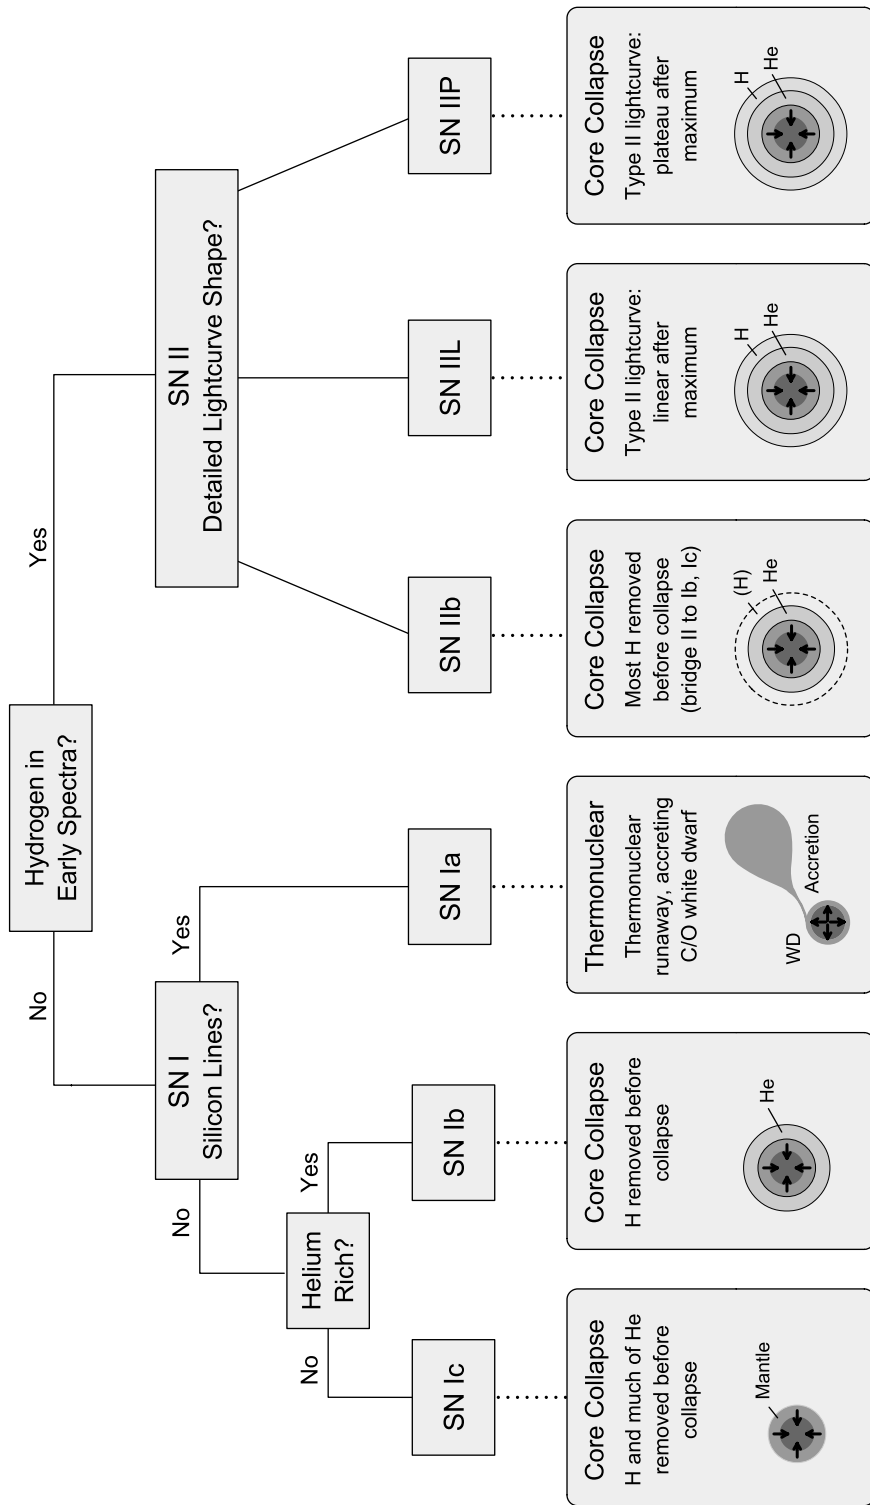 Hydrogen in
Early Spectra?
No
Yes
SN I
Silicon Lines?
SN II
Detailed Lightcurve Shape?
No
Yes
Helium
Rich?
No
Yes
SN Ic
SN Ib
SN Ia
SN IIb
SN IIL
SN IIP
Core Collapse
H and much of He
removed before
collapse
Mantle
Core Collapse
H removed before
collapse
He
Thermonuclear
Thermonuclear
runaway, accreting
C/O white dwarf
WD
Accretion
Core Collapse
Most H removed
before collapse
(bridge II to Ib, Ic)
(H)
He
Core Collapse
Type II lightcurve:
linear after
maximum
H
He
Core Collapse
Type II lightcurve:
plateau after
maximum
H
He